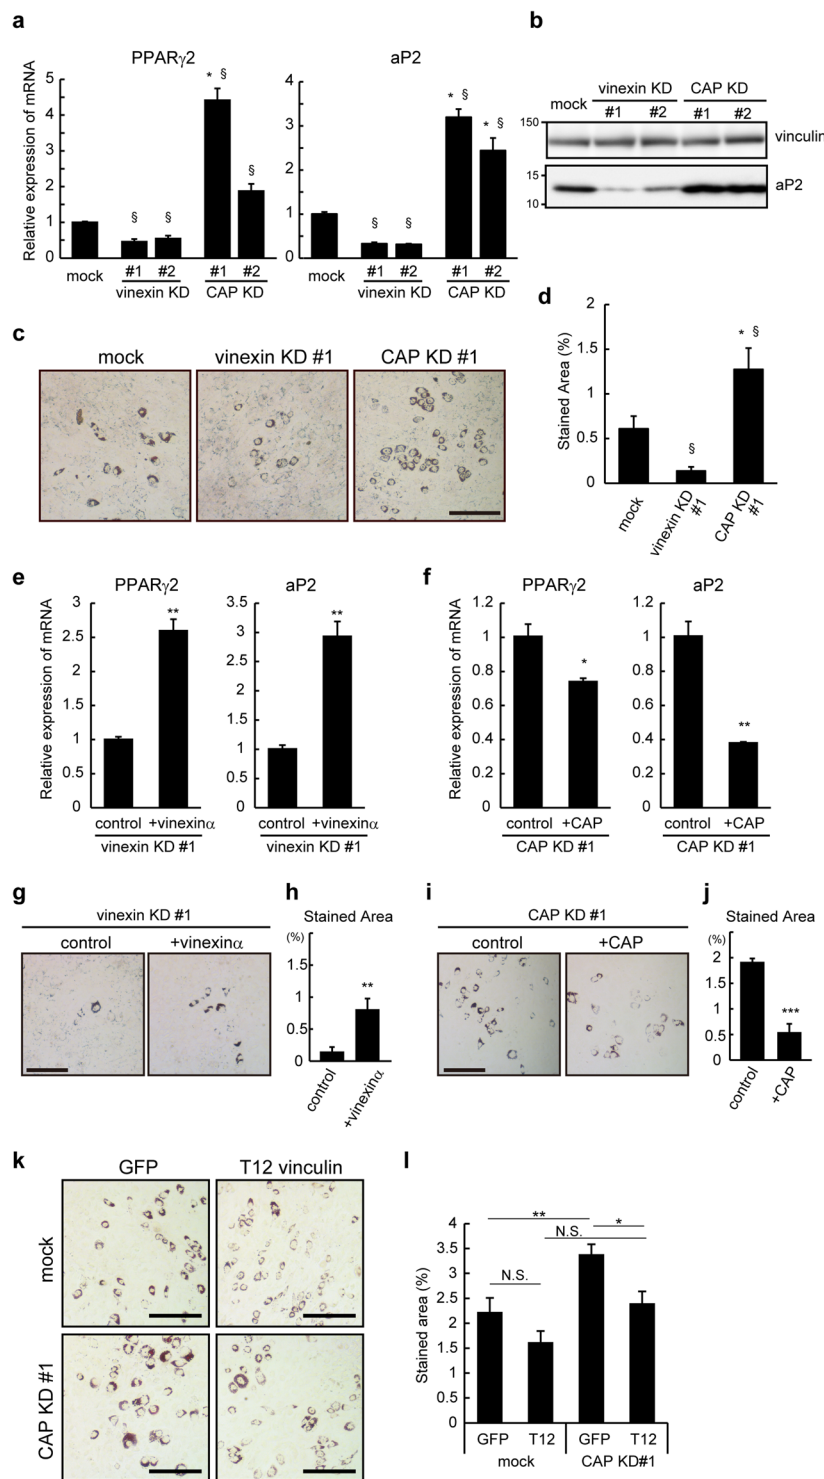 a
PPARγ2
aP2
Relative expression of mRNA
5
4
3
2
1
0
* §
§
§ §
4
3
2
1
0
* §
* §
§ §
mock
#1 #2
vinexin KD
#1 #2
CAP KD
mock
#1 #2
vinexin KD
#1 #2
CAP KD
b
mock
vinexin KD
CAP KD
#1 #2 #1 #2
150
vinculin
15
10
aP2
c
mock
vinexin KD #1
CAP KD #1
d
Stained Area (%)
2
1.5
1
0.5
0
§
* §
mock
vinexin KD #1
CAP KD #1
e
PPARγ2
aP2
Relative expression of mRNA
3
2.5
2
1.5
1
0.5
0
**
3.5
3
2.5
2
1.5
1
0.5
0
**
control +vinexinα
vinexin KD #1
control +vinexinα
vinexin KD #1
f
PPARγ2
aP2
Relative expression of mRNA
1.2
1
0.8
0.6
0.4
0.2
0
*
1.2
1
0.8
0.6
0.4
0.2
0
**
control +CAP
CAP KD #1
control +CAP
CAP KD #1
g
vinexin KD #1
control
+vinexinα
h
Stained Area
(%)
2
1.5
1
0.5
0
**
control
+vinexinα
i
CAP KD #1
control
+CAP
j
Stained Area
(%)
2
1.5
1
0.5
0
***
control
+CAP
k
GFP
T12 vinculin
mock
CAP KD #1
l
Stained area (%)
4
3.5
3
2.5
2
1.5
1
0.5
0
**
*
N.S.
N.S.
GFP T12 GFP T12
mock CAP KD#1